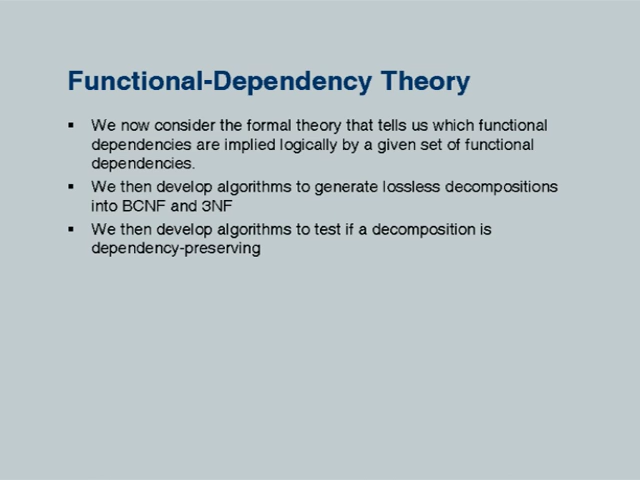 Functional-Dependency Theory
▪ We now consider the formal theory that tells us which functional
dependencies are implied logically by a given set of functional
dependencies.
▪ We then develop algorithms to generate lossless decompositions
into BCNF and 3NF
▪ We then develop algorithms to test if a decomposition is
dependency-preserving